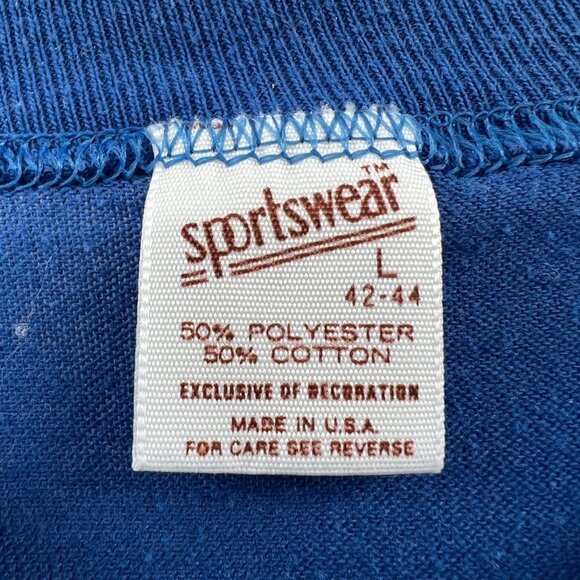 sportswear™
L
42-44
50% POLYESTER
50% COTTON
EXCLUSIVE OF DECORATION
MADE IN U.S.A.
FOR CARE SEE REVERSE